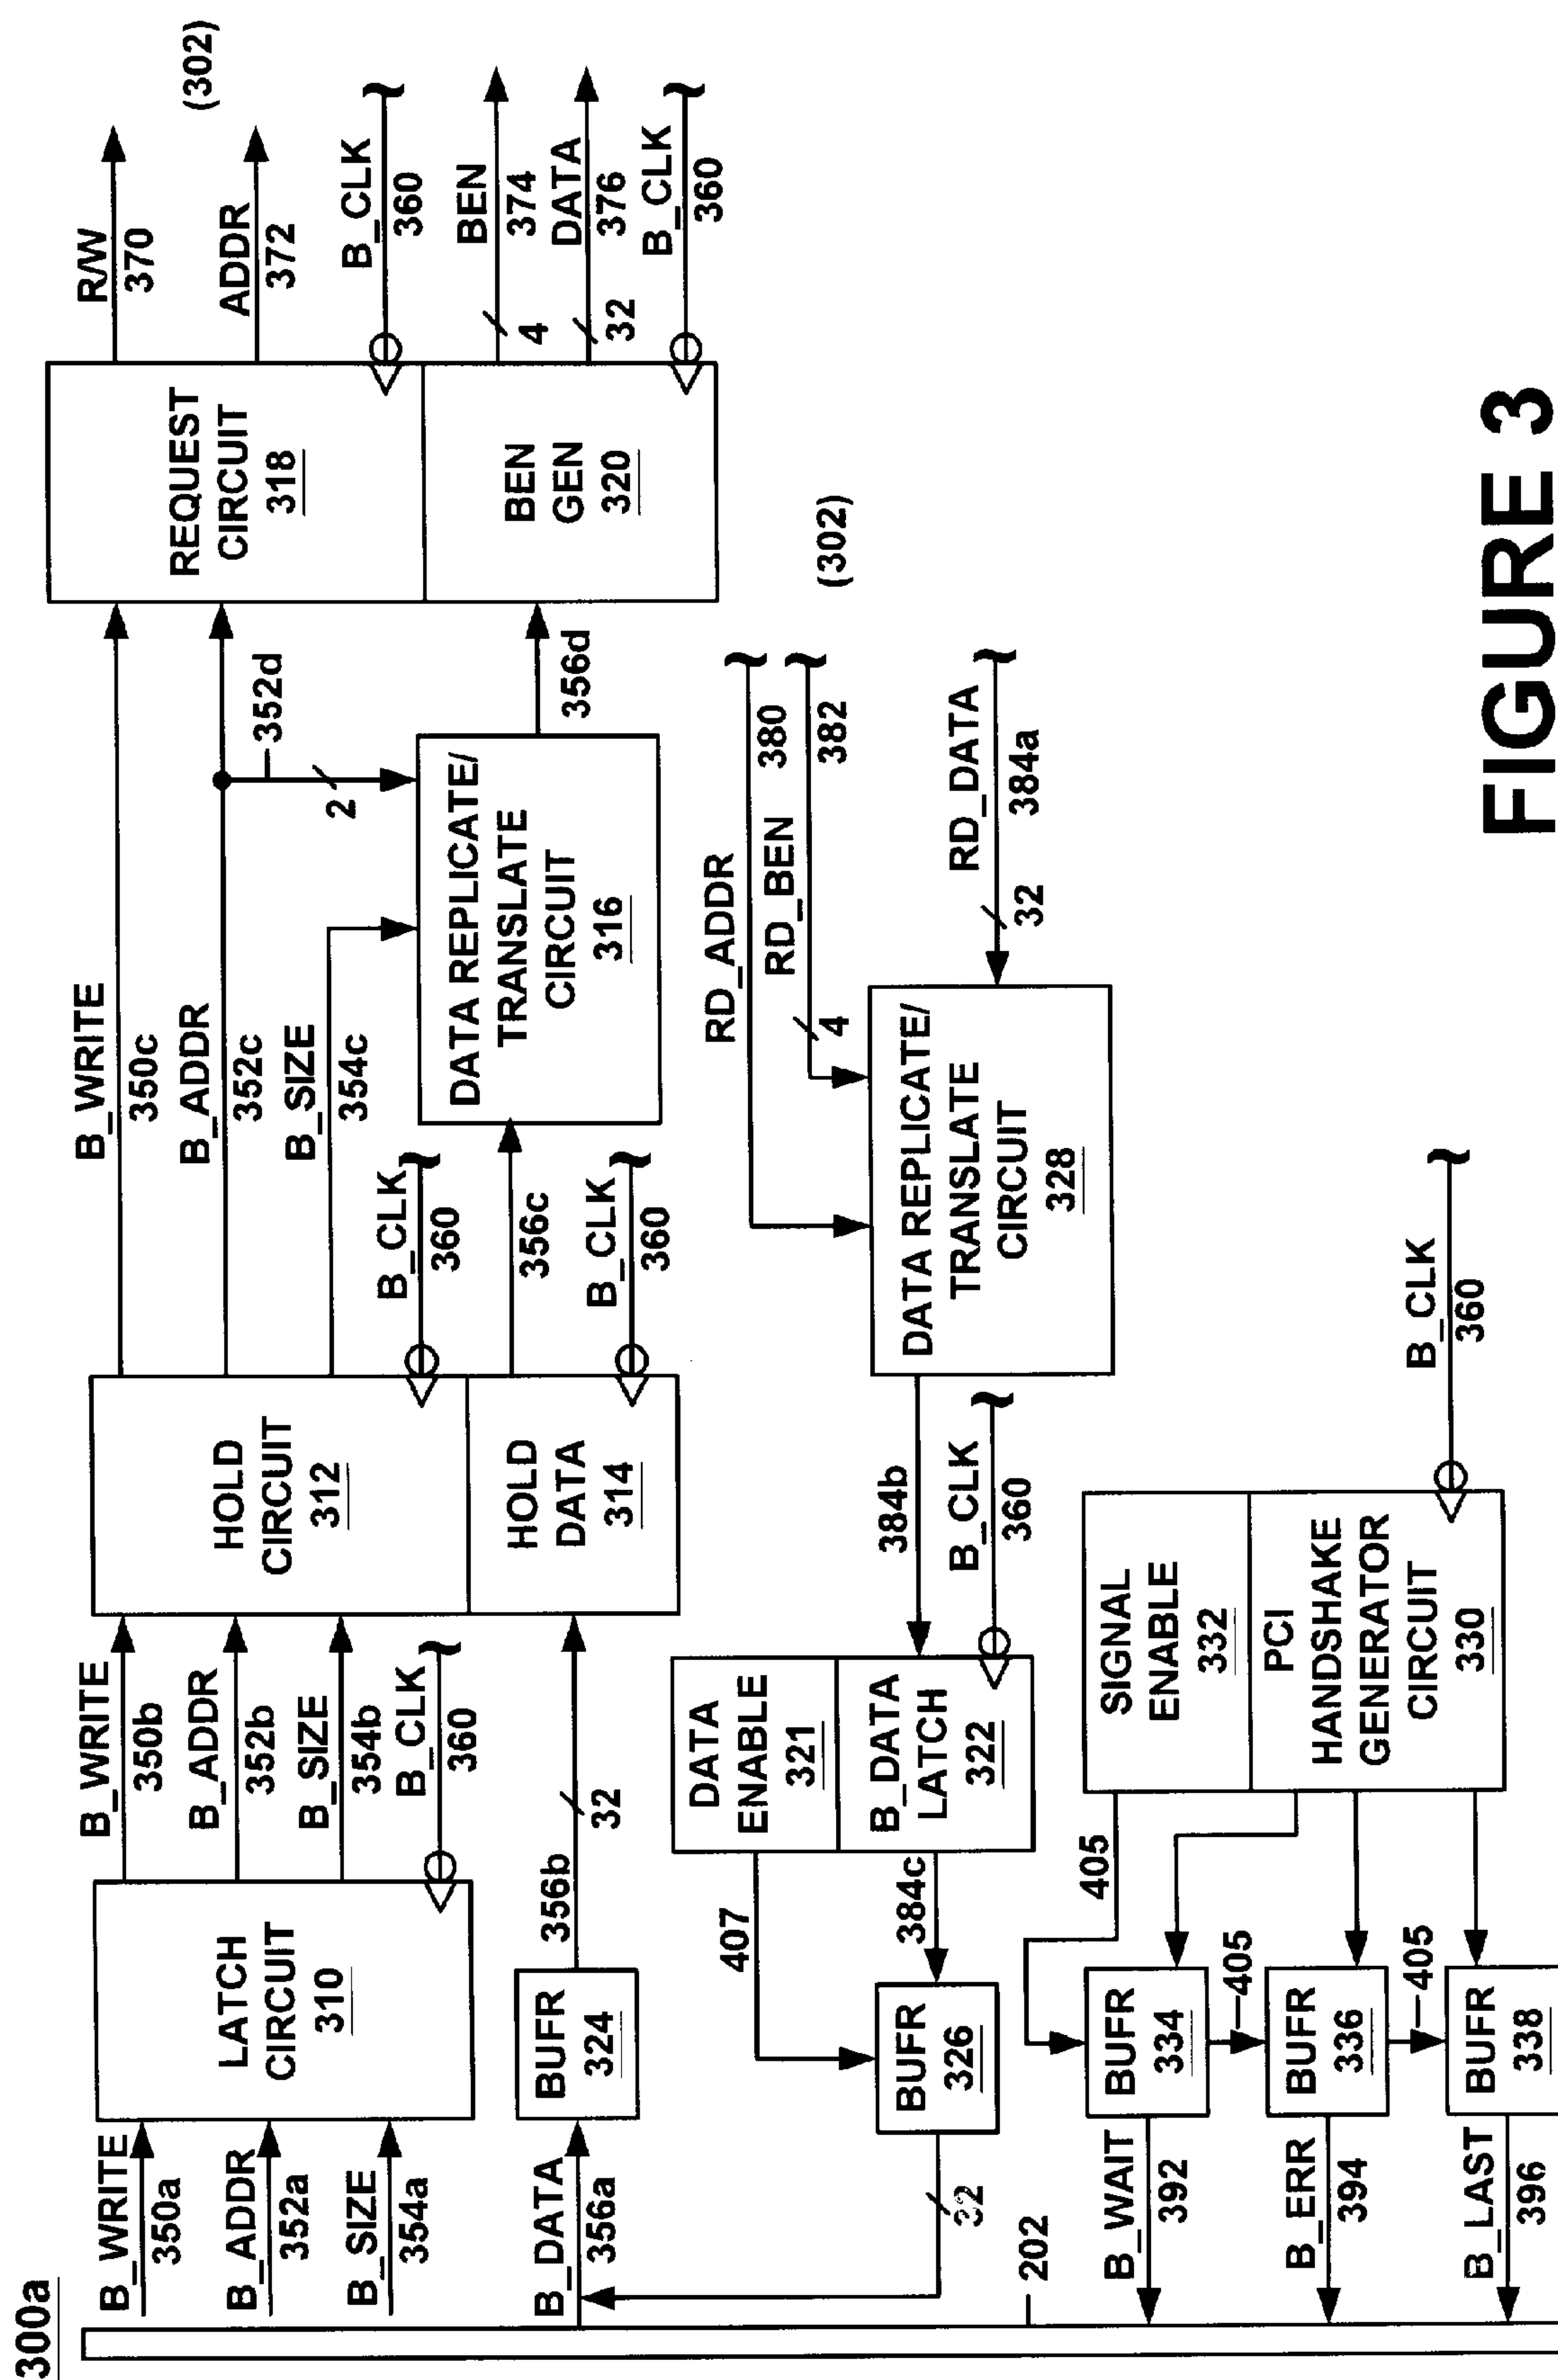 300a
B_WRITE
350a
B_ADDR
352a
B_SIZE
354a
B_DATA
356a
LATCH
CIRCUIT
310
BUFR
324
B_WRITE
350b
B_ADDR
352b
B_SIZE
354b
B_CLK
360
356b
32
HOLD
CIRCUIT
312
HOLD
DATA
314
B_WRITE
350c
B_ADDR
352c
B_SIZE
354c
B_CLK
360
356c
B_CLK
360
352d
2
DATA REPLICATE/
TRANSLATE
CIRCUIT
316
356d
REQUEST
CIRCUIT
318
BEN
GEN
320
R/W
370
ADDR
372
(302)
B_CLK
360
BEN
374
4
DATA
376
32
B_CLK
360
32
BUFR
326
407
384c
DATA
ENABLE
321
B_DATA
LATCH
322
384b
B_CLK
360
DATA REPLICATE/
TRANSLATE
CIRCUIT
328
RD_ADDR
380
RD_BEN
382
4
RD_DATA
384a
32
(302)
202
B_WAIT
392
B_ERR
394
B_LAST
396
BUFR
334
405
BUFR
336
405
BUFR
338
405
SIGNAL
ENABLE
332
PCI
HANDSHAKE
GENERATOR
CIRCUIT
330
B_CLK
360
FIGURE 3